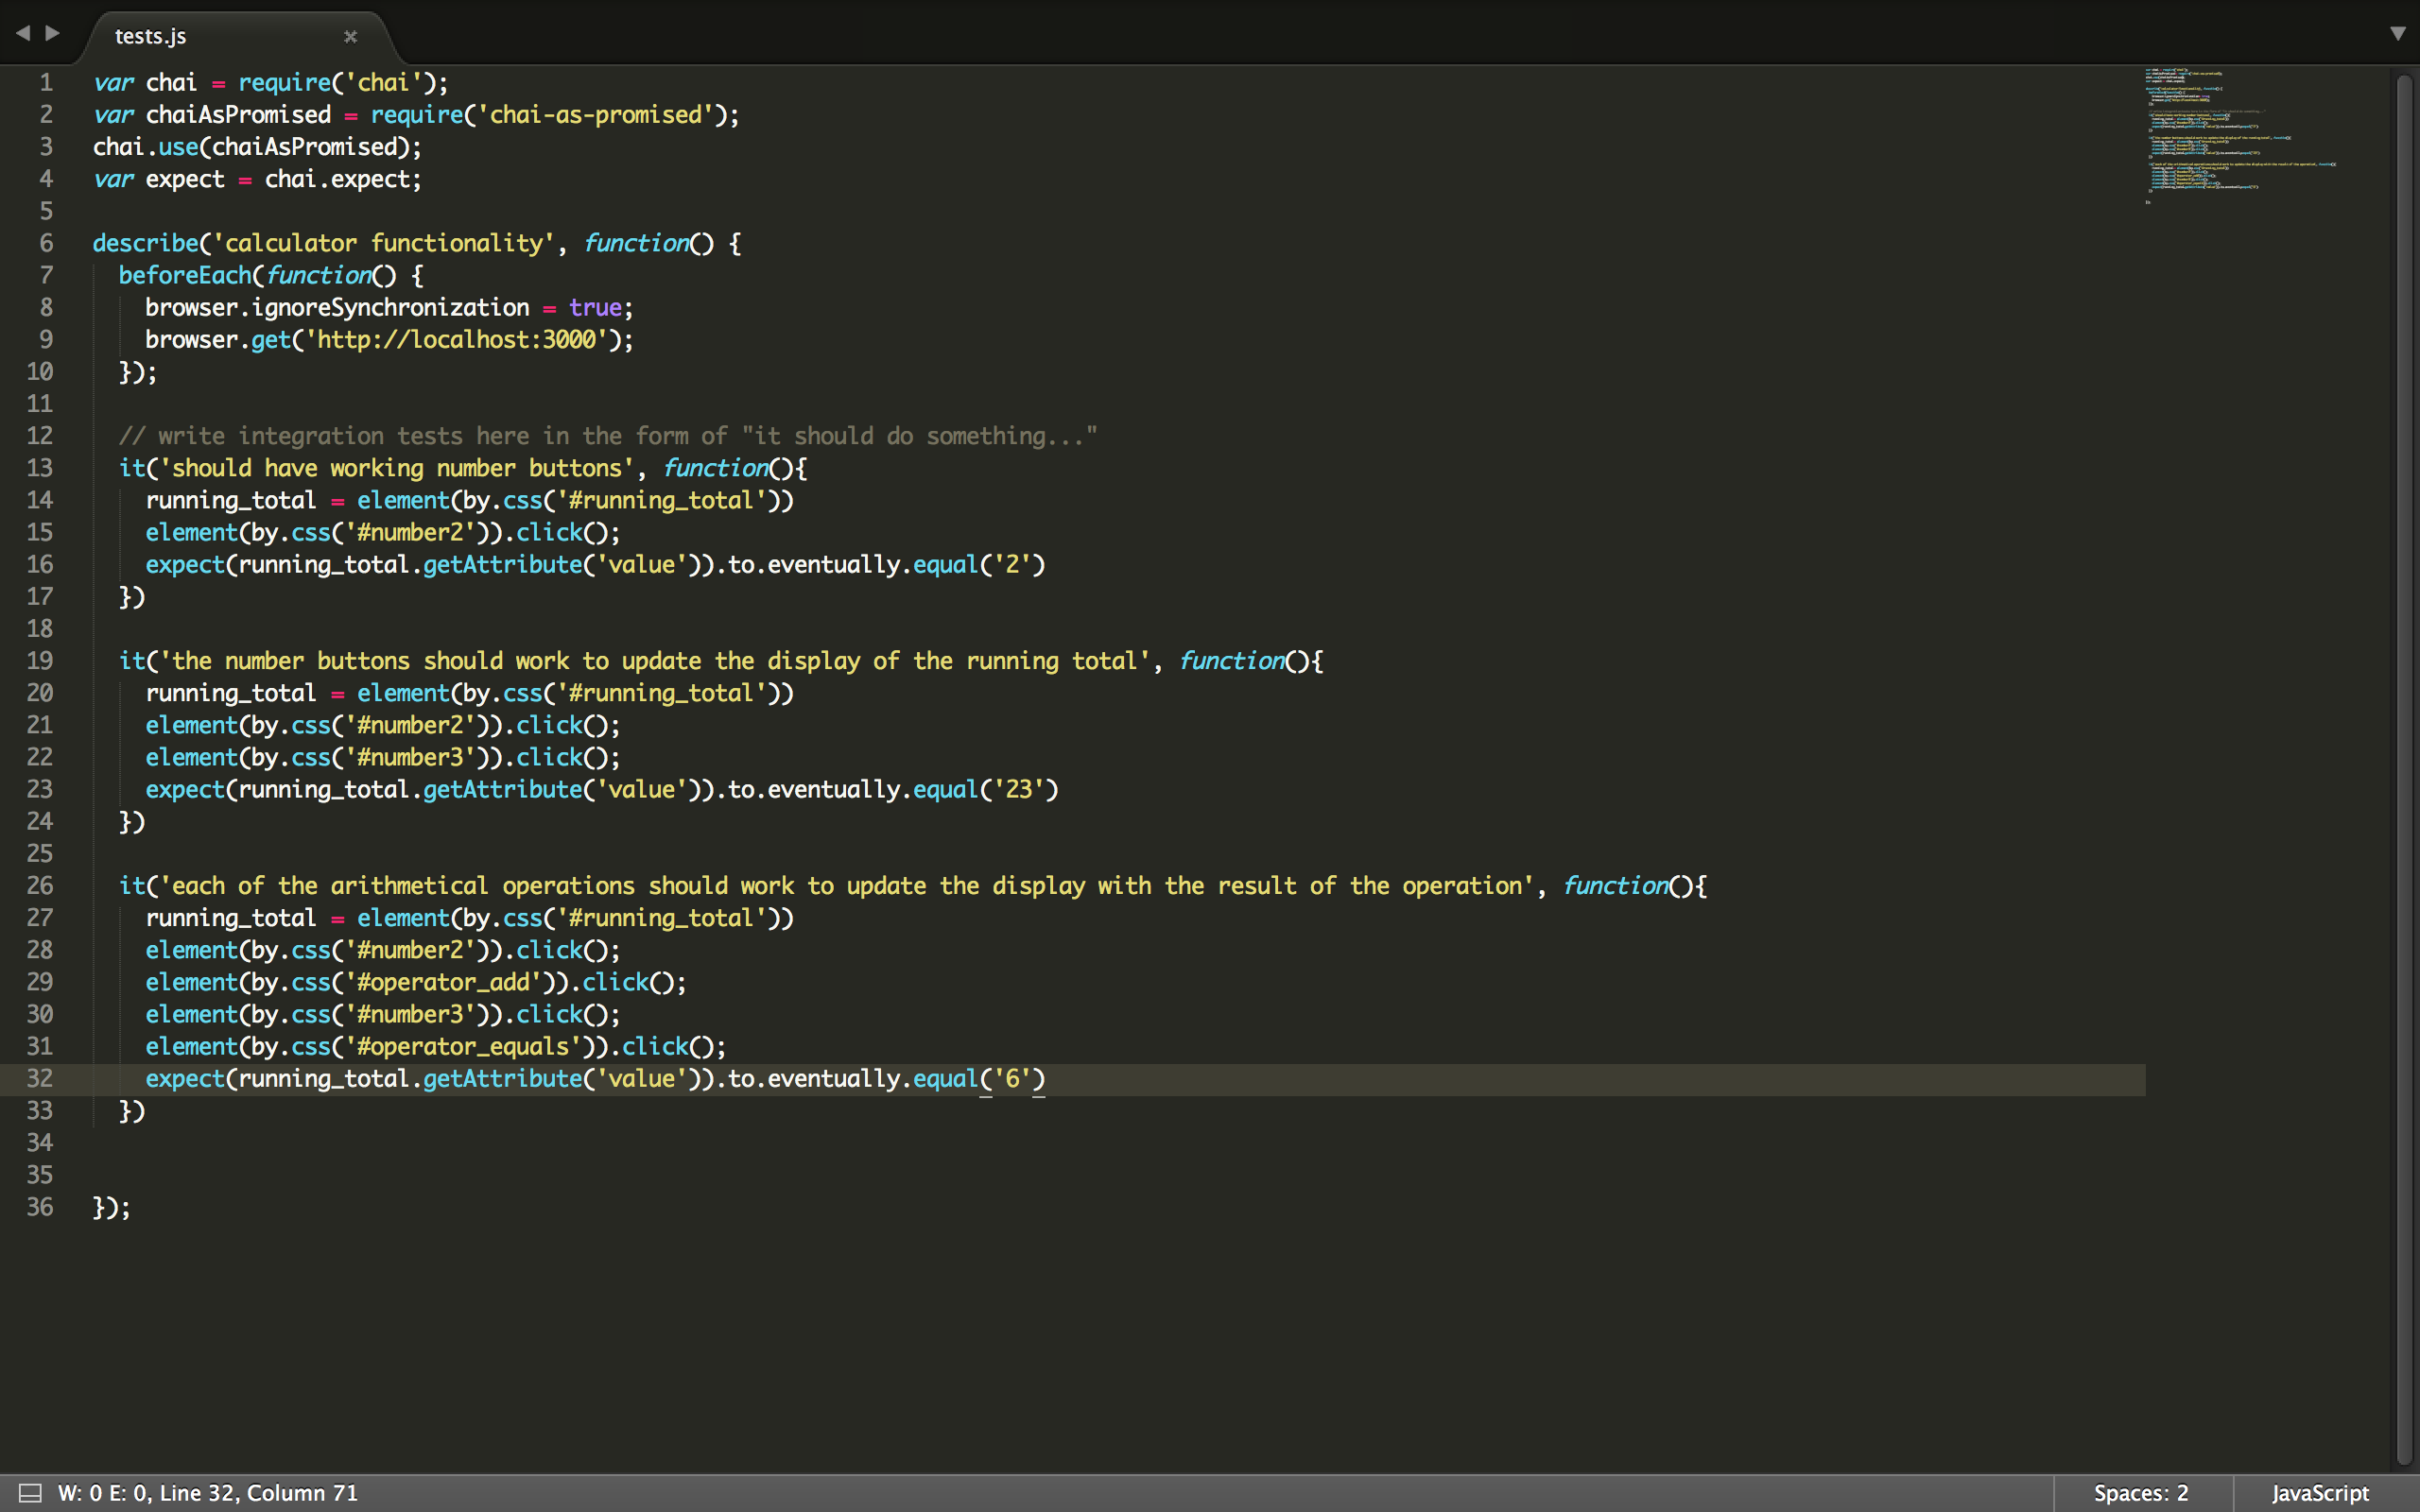 tests.js
1 var chai = require('chai');
2 var chaiAsPromised = require('chai-as-promised');
3 chai.use(chaiAsPromised);
4 var expect = chai.expect;
5
6 describe('calculator functionality', function() {
7   beforeEach(function() {
8     browser.ignoreSynchronization = true;
9     browser.get('http://localhost:3000');
10   });
11
12   // write integration tests here in the form of "it should do something..."
13   it('should have working number buttons', function(){
14     running_total = element(by.css('#running_total'))
15     element(by.css('#number2')).click();
16     expect(running_total.getAttribute('value')).to.eventually.equal('2')
17   })
18
19   it('the number buttons should work to update the display of the running total', function(){
20     running_total = element(by.css('#running_total'))
21     element(by.css('#number2')).click();
22     element(by.css('#number3')).click();
23     expect(running_total.getAttribute('value')).to.eventually.equal('23')
24   })
25
26   it('each of the arithmetical operations should work to update the display with the result of the operation', function(){
27     running_total = element(by.css('#running_total'))
28     element(by.css('#number2')).click();
29     element(by.css('#operator_add')).click();
30     element(by.css('#number3')).click();
31     element(by.css('#operator_equals')).click();
32     expect(running_total.getAttribute('value')).to.eventually.equal('6')
33   })
34
35
36 });
W: 0 E: 0, Line 32, Column 71
Spaces: 2
JavaScript